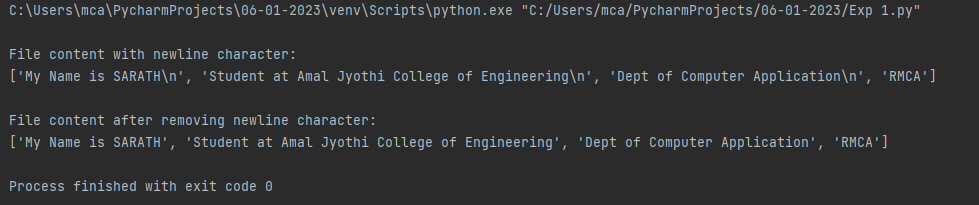 C:\Users\mca\PycharmProjects\06-01-2023\venv\Scripts\python.exe "C:/Users/mca/PycharmProjects/06-01-2023/Exp 1.py"
File content with newline character:
['My Name is SARATH\n', 'Student at Amal Jyothi College of Engineering\n', 'Dept of Computer Application\n', 'RMCA']
File content after removing newline character:
['My Name is SARATH', 'Student at Amal Jyothi College of Engineering', 'Dept of Computer Application', 'RMCA']
Process finished with exit code 0